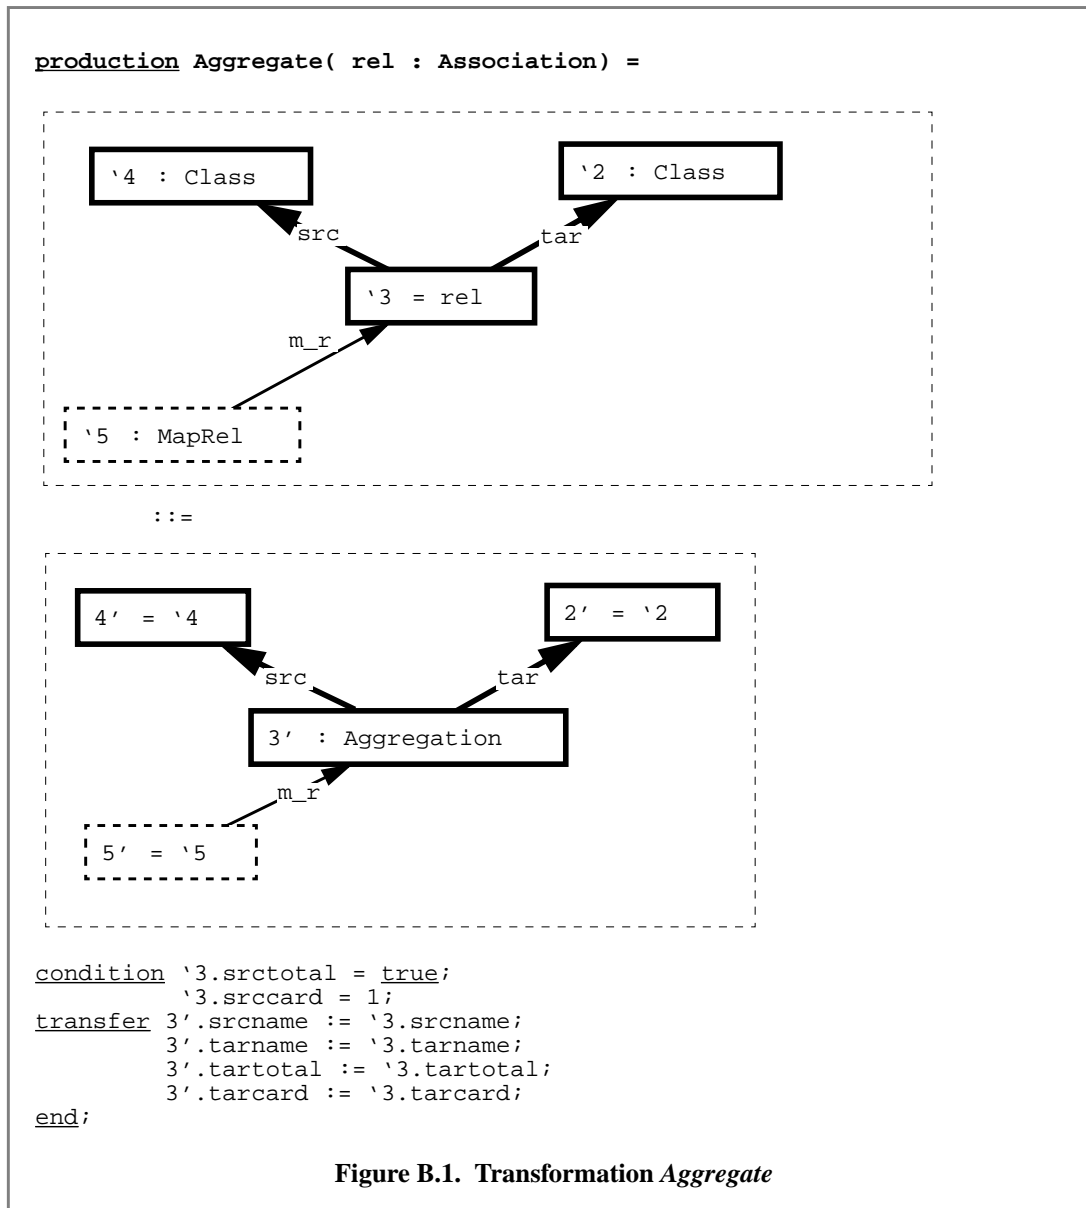 production Aggregate( rel : Association) =
‘4 : Class
‘2 : Class
src
tar
‘3 = rel
m_r
‘5 : MapRel
::=
4’ = ‘4
2’ = ‘2
src
tar
3’ : Aggregation
m_r
5’ = ‘5
condition ‘3.srctotal = true;
‘3.srccard = 1;
transfer 3’.srcname := ‘3.srcname;
3’.tarname := ‘3.tarname;
3’.tartotal := ‘3.tartotal;
3’.tarcard := ‘3.tarcard;
end;
Figure B.1. Transformation Aggregate